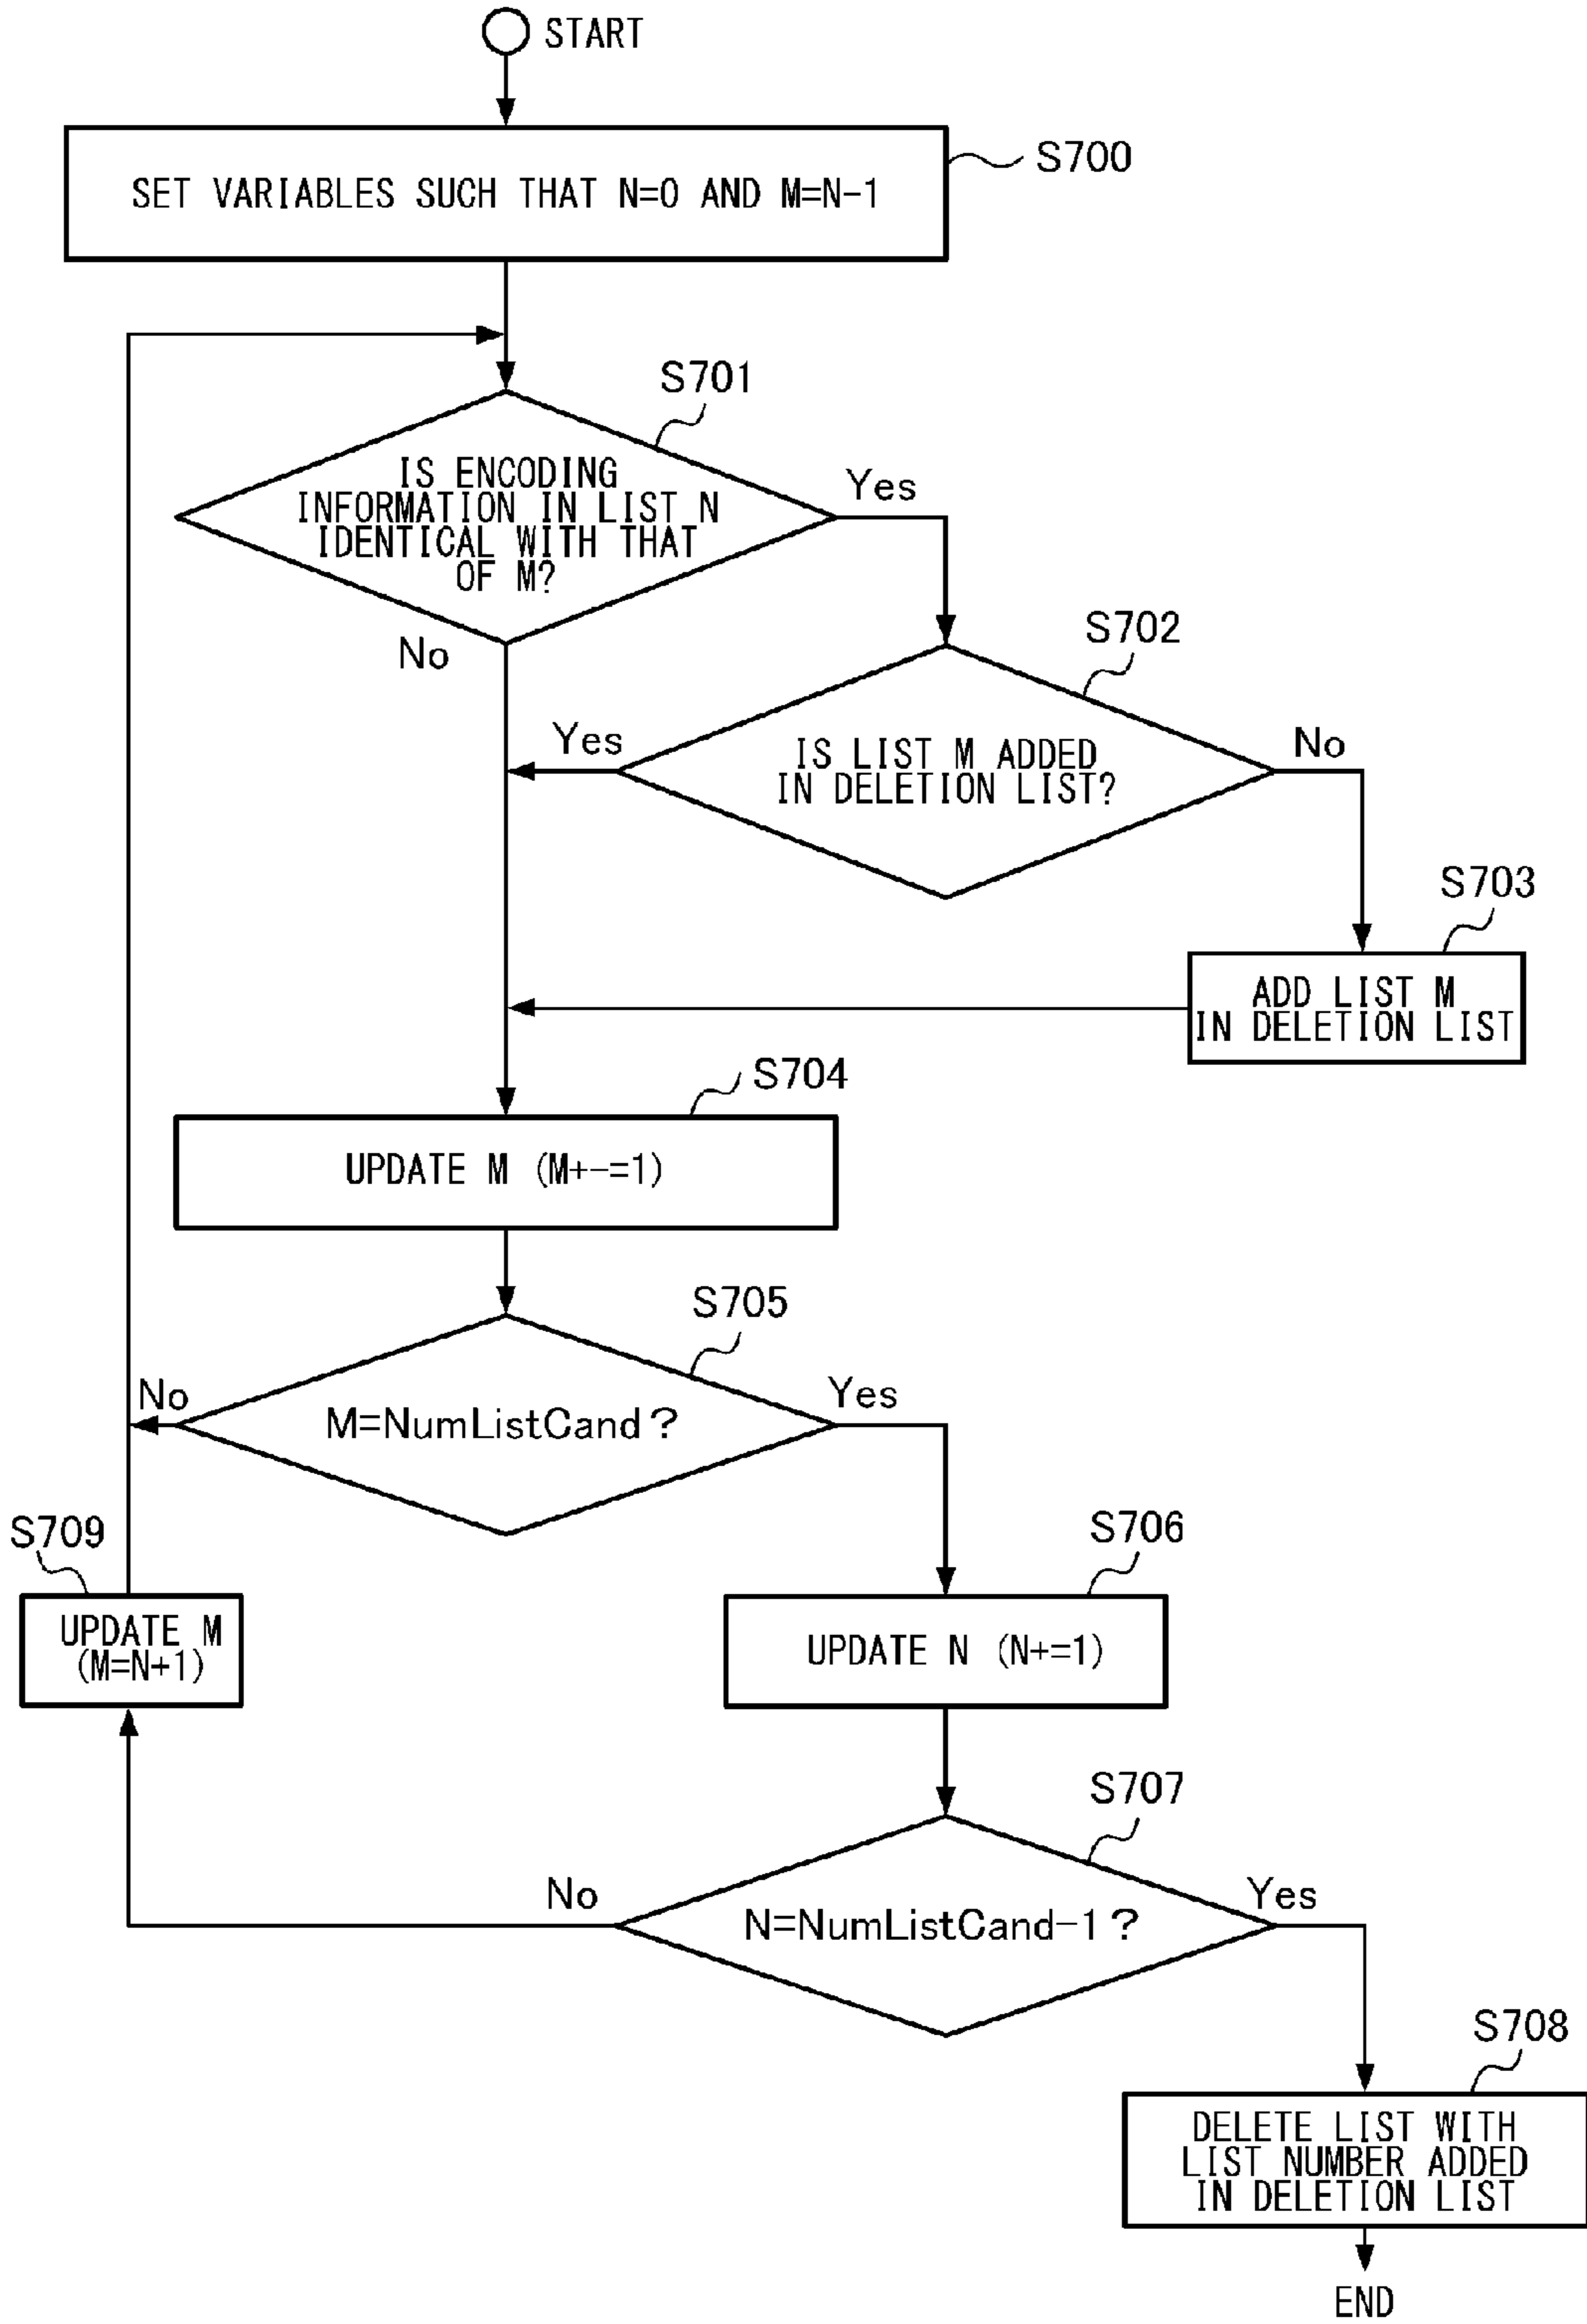 START
SET VARIABLES SUCH THAT N=0 AND M=N-1
S700
S701
IS ENCODING
INFORMATION IN LIST N
IDENTICAL WITH THAT
OF M?
Yes
No
S702
IS LIST M ADDED
IN DELETION LIST?
Yes
No
S703
ADD LIST M
IN DELETION LIST
S704
UPDATE M (M+-=1)
S705
M=NumListCand?
No
Yes
S709
UPDATE M
(M=N+1)
S706
UPDATE N (N+=1)
S707
N=NumListCand-1?
No
Yes
S708
DELETE LIST WITH
LIST NUMBER ADDED
IN DELETION LIST
END